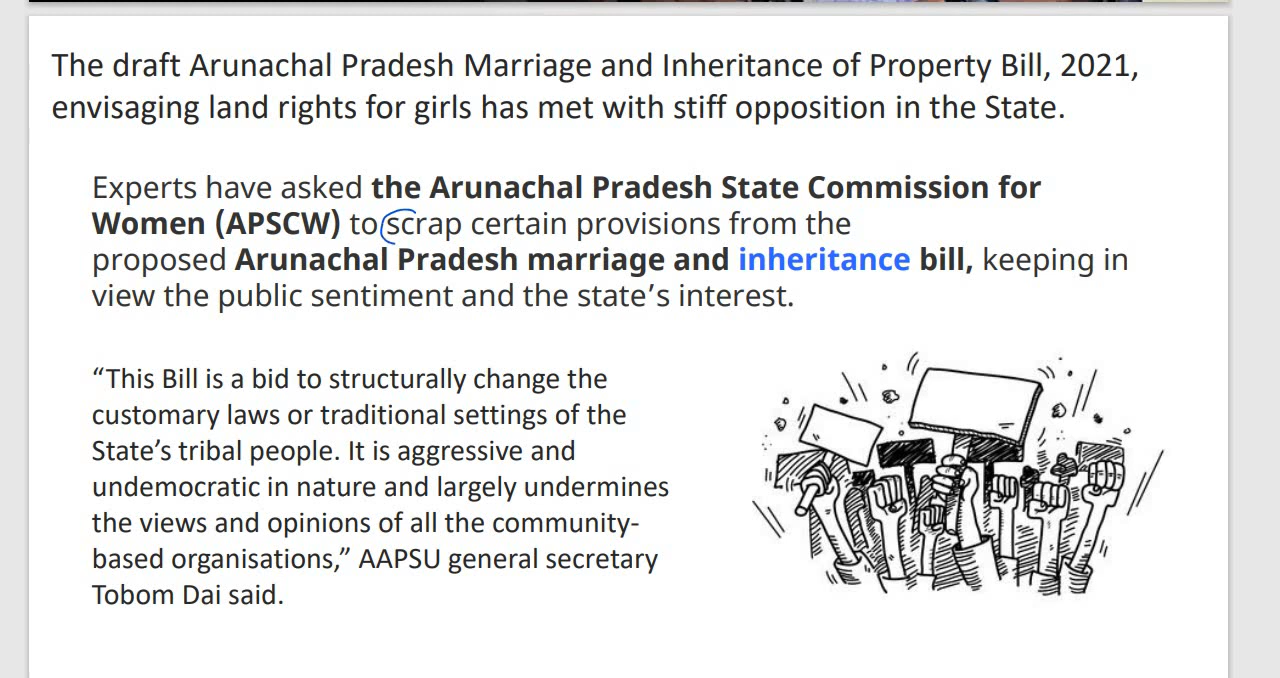 The draft Arunachal Pradesh Marriage and Inheritance of Property Bill, 2021,
envisaging land rights for girls has met with stiff opposition in the State.
Experts have asked the Arunachal Pradesh State Commission for
Women (APSCW) to scrap certain provisions from the
proposed Arunachal Pradesh marriage and inheritance bill, keeping in
view the public sentiment and the state’s interest.
“This Bill is a bid to structurally change the
customary laws or traditional settings of the
State’s tribal people. It is aggressive and
undemocratic in nature and largely undermines
the views and opinions of all the community-
based organisations,” AAPSU general secretary
Tobom Dai said.